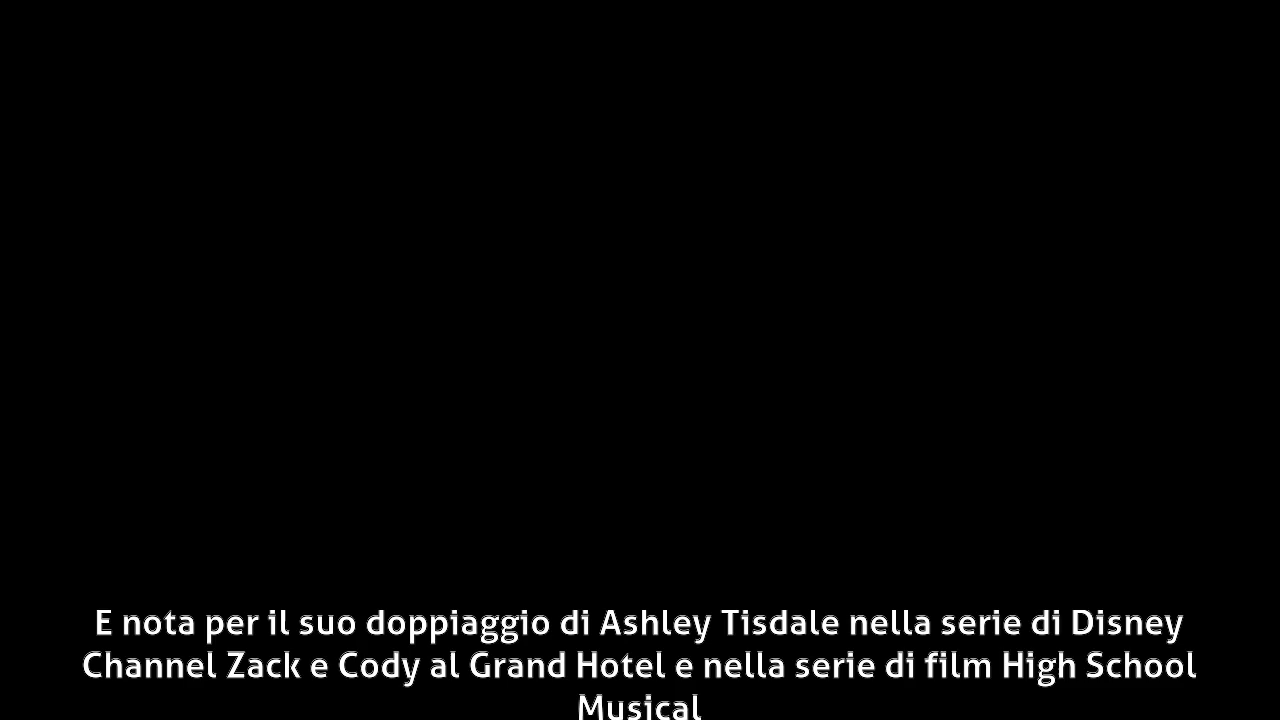 E nota per il suo doppiaggio di Ashley Tisdale nella serie di Disney
Channel Zack e Cody al Grand Hotel e nella serie di film High School
Musical